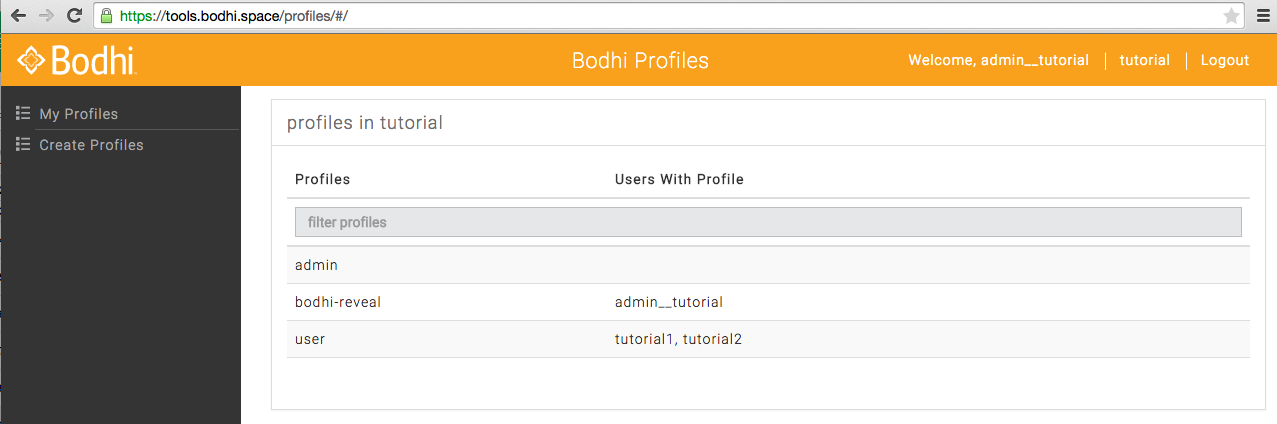 https://tools.bodhi.space/profiles/#/
Bodhi Bodhi Profiles Welcome, admin__tutorial tutorial Logout
My Profiles
Create Profiles
profiles in tutorial
Profiles Users With Profile
filter profiles
admin
bodhi-reveal admin__tutorial
user tutorial1, tutorial2